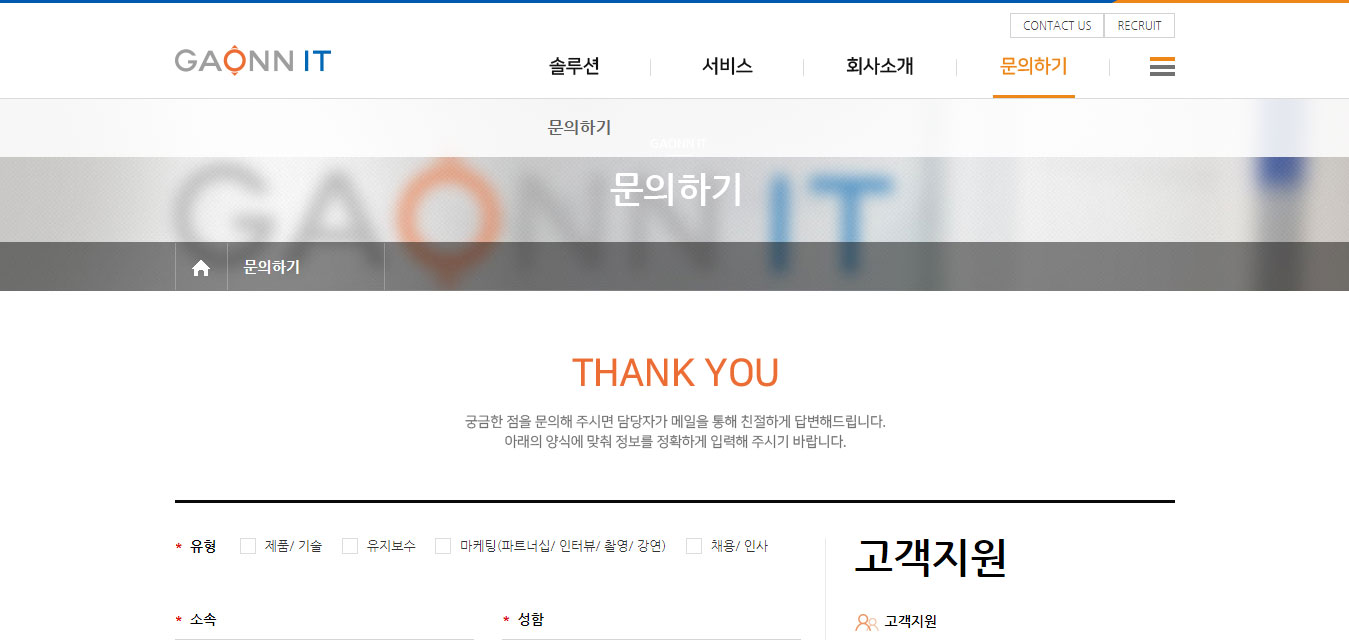 CONTACT US RECRUIT
GAONN IT
솔루션 서비스 회사소개 문의하기
문의하기
GAONN IT
문의하기
GAONN IT
문의하기
THANK YOU
궁금한 점을 문의해 주시면 담당자가 메일을 통해 친절하게 답변해드립니다.
아래의 양식에 맞춰 정보를 정확하게 입력해 주시기 바랍니다.
* 유형 제품/ 기술 유지보수 마케팅(파트너십/ 인터뷰/ 촬영/ 강연) 채용/ 인사
고객지원
* 소속 * 성함
고객지원